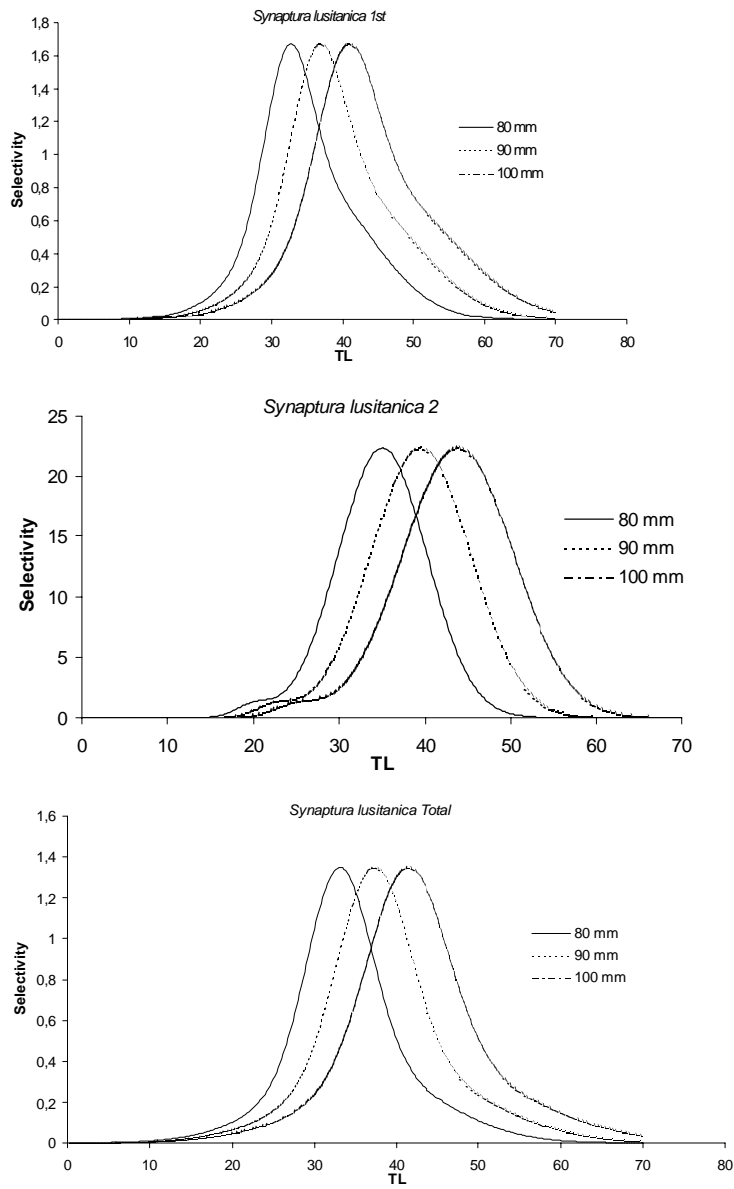 Synaptura lusitanica 1st
1,8
1,6
1,4
1,2
1
0,8
0,6
0,4
0,2
0
Selectivity
80 mm
90 mm
100 mm
0 10 20 30 40 50 60 70 80
TL
Synaptura lusitanica 2
25
20
15
10
5
0
Selectivity
80 mm
90 mm
100 mm
0 10 20 30 40 50 60 70
TL
Synaptura lusitanica Total
1,6
1,4
1,2
1
0,8
0,6
0,4
0,2
0
Selectivity
80 mm
90 mm
100 mm
0 10 20 30 40 50 60 70 80
TL